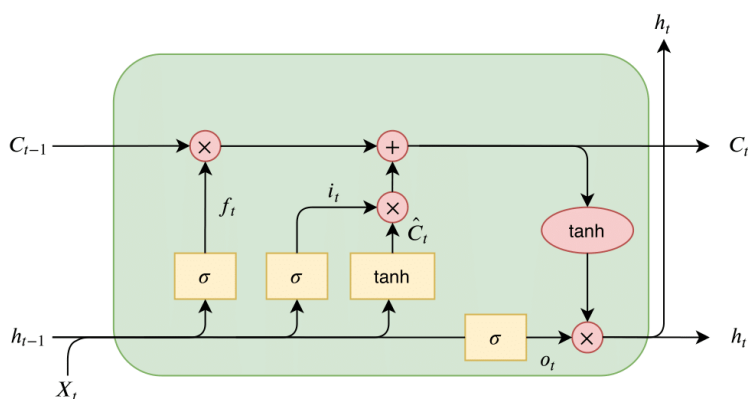 h_t
C_{t-1} × + C_t
f_t i_t × Ĉ_t tanh
σ σ tanh
h_{t-1} σ o_t × h_t
X_t